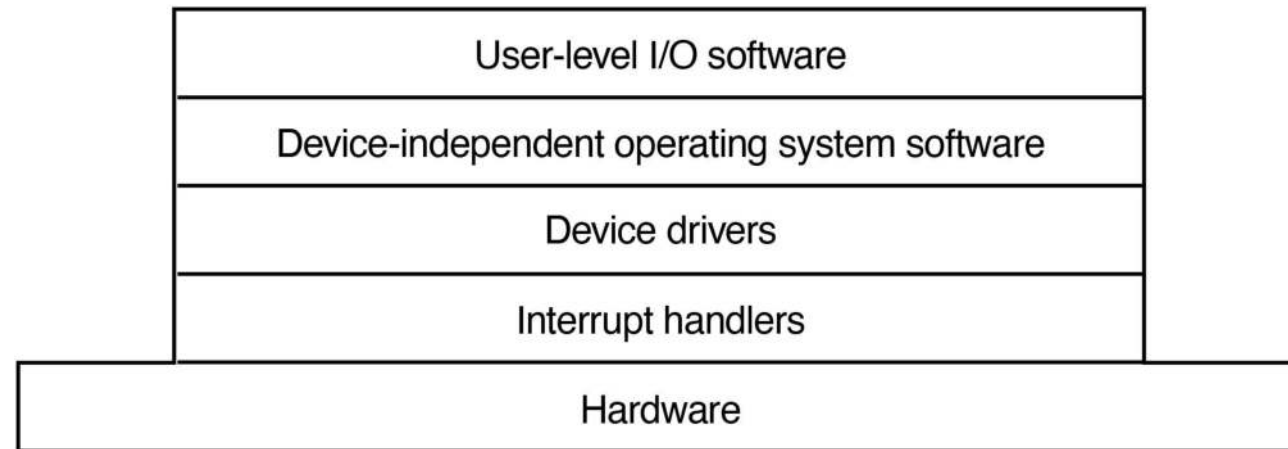 User-level I/O software
Device-independent operating system software
Device drivers
Interrupt handlers
Hardware